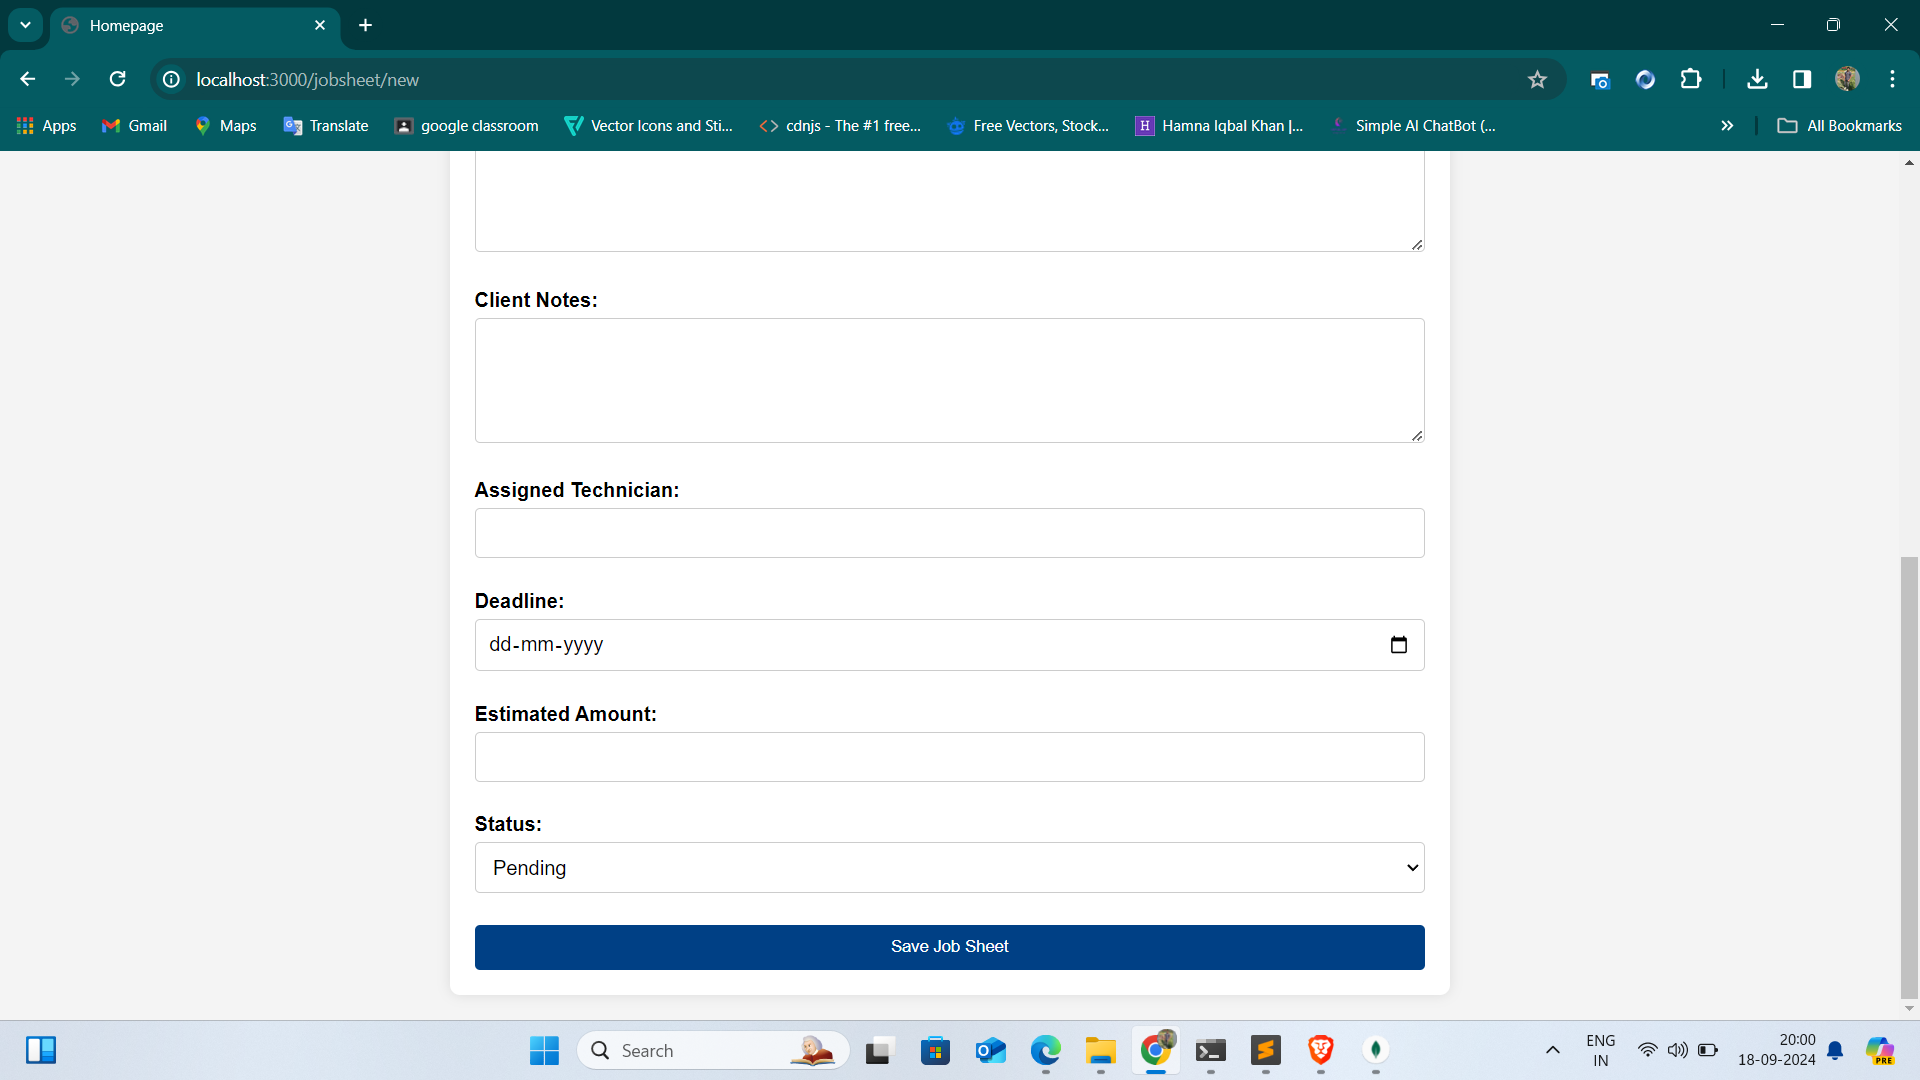 Homepage
localhost:3000/jobsheet/new
Apps Gmail Maps Translate google classroom Vector Icons and Sti... cdnjs - The #1 free... Free Vectors, Stock... H Hamna Iqbal Khan |... Simple AI ChatBot (... All Bookmarks
Client Notes:
Assigned Technician:
Deadline:
dd-mm-yyyy
Estimated Amount:
Status:
Pending
Save Job Sheet
Search
ENG
IN
20:00
18-09-2024
PRE